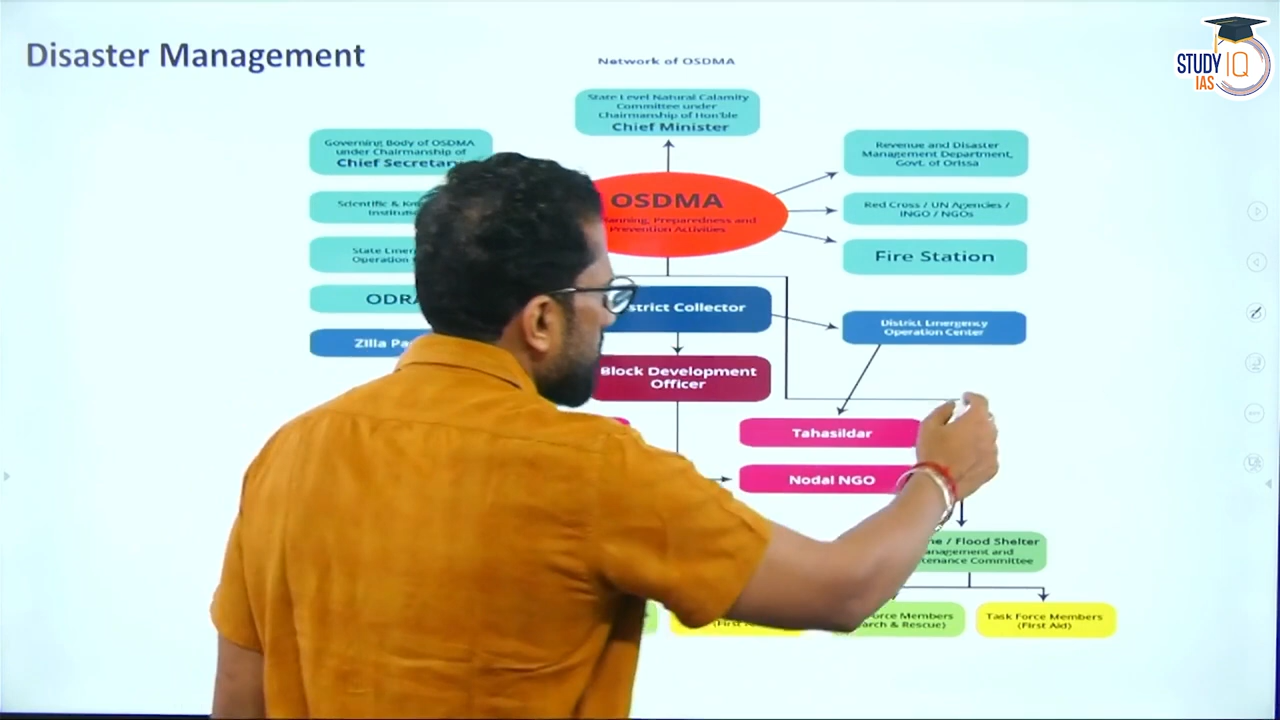 Disaster Management
STUDY IQ
IAS
Network of OSDMA
State Level Natural Calamity
Committee under
Chairmanship of Hon'ble
Chief Minister
Governing Body of OSDMA
under Chairmanship of
Chief Secretary
Scientific &
State
Operation
ODRA
Zilla
OSDMA
Planning, Preparedness and
Prevention Activities
Revenue and Disaster
Management Department,
Govt. of Orissa
Red Cross / UN Agencies /
INGO / NGOs
Fire Station
District Collector
District Emergency
Operation Center
Block Development
Officer
Tahasildar
Nodal NGO
/ Flood Shelter
Management and
Maintenance Committee
Force Members
Search & Rescue)
Task Force Members
(First Aid)